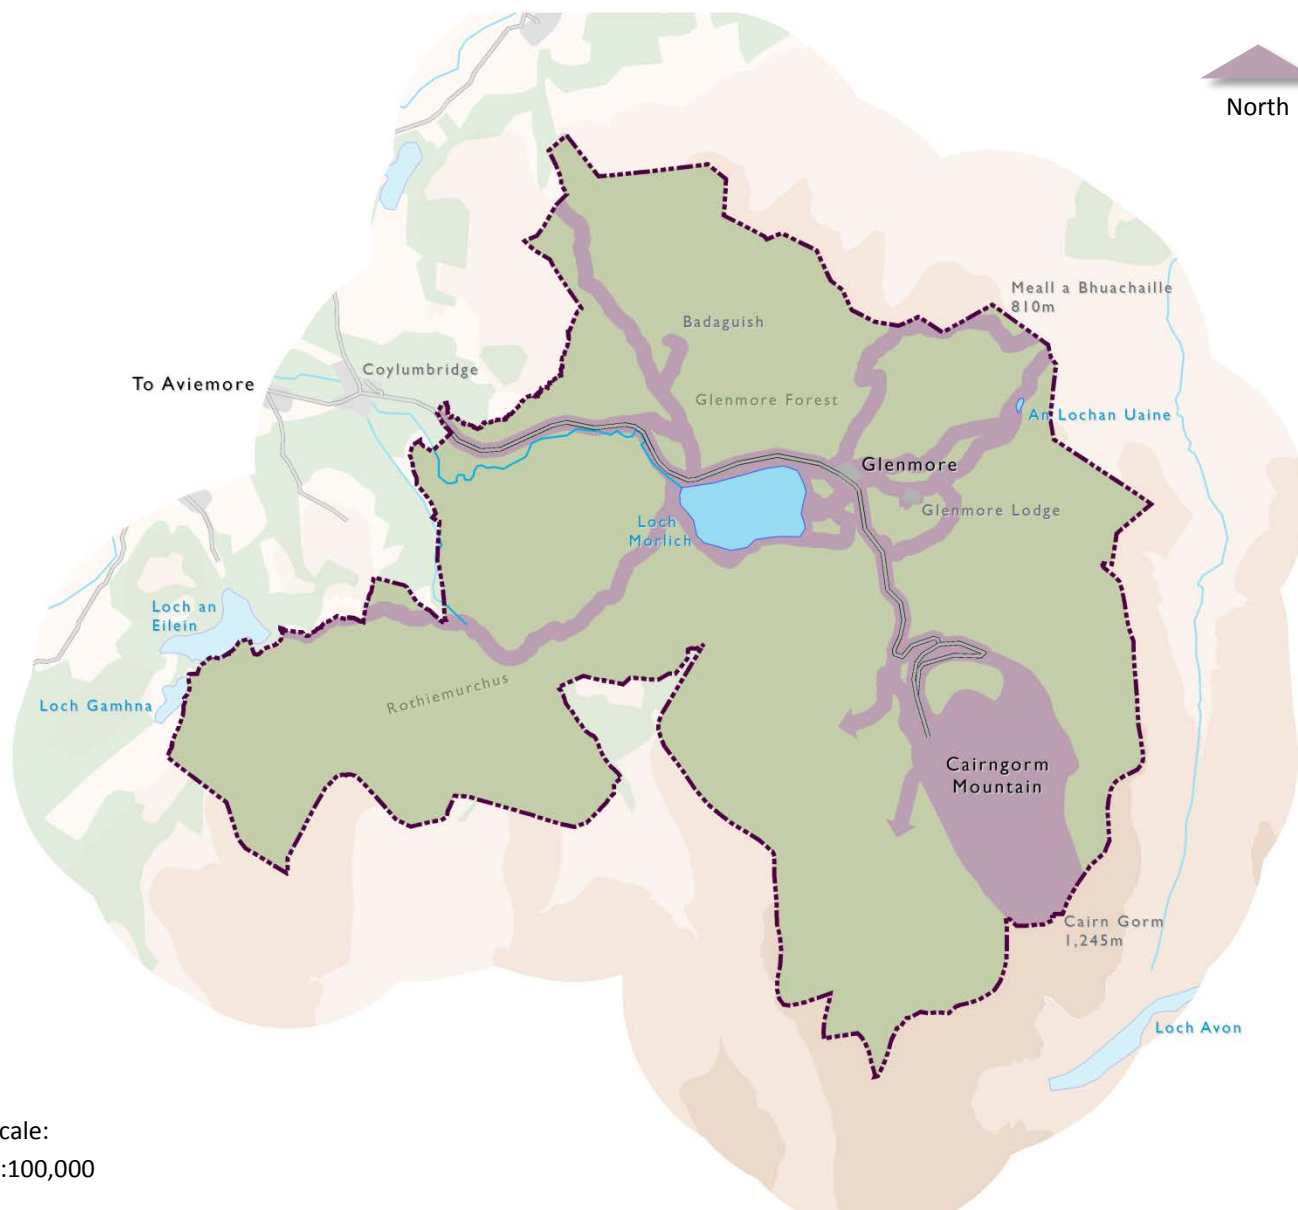 North
Meall a Bhuachaille
810m
Badaguish
Coylumbridge
To Aviemore
Glenmore Forest
An Lochan Uaine
Glenmore
Glenmore Lodge
Loch
Morlich
Loch an
Eilein
Rothiemurchus
Loch Gamhna
Cairngorm
Mountain
Cairn Gorm
1,245m
Loch Avon
cale:
:100,000